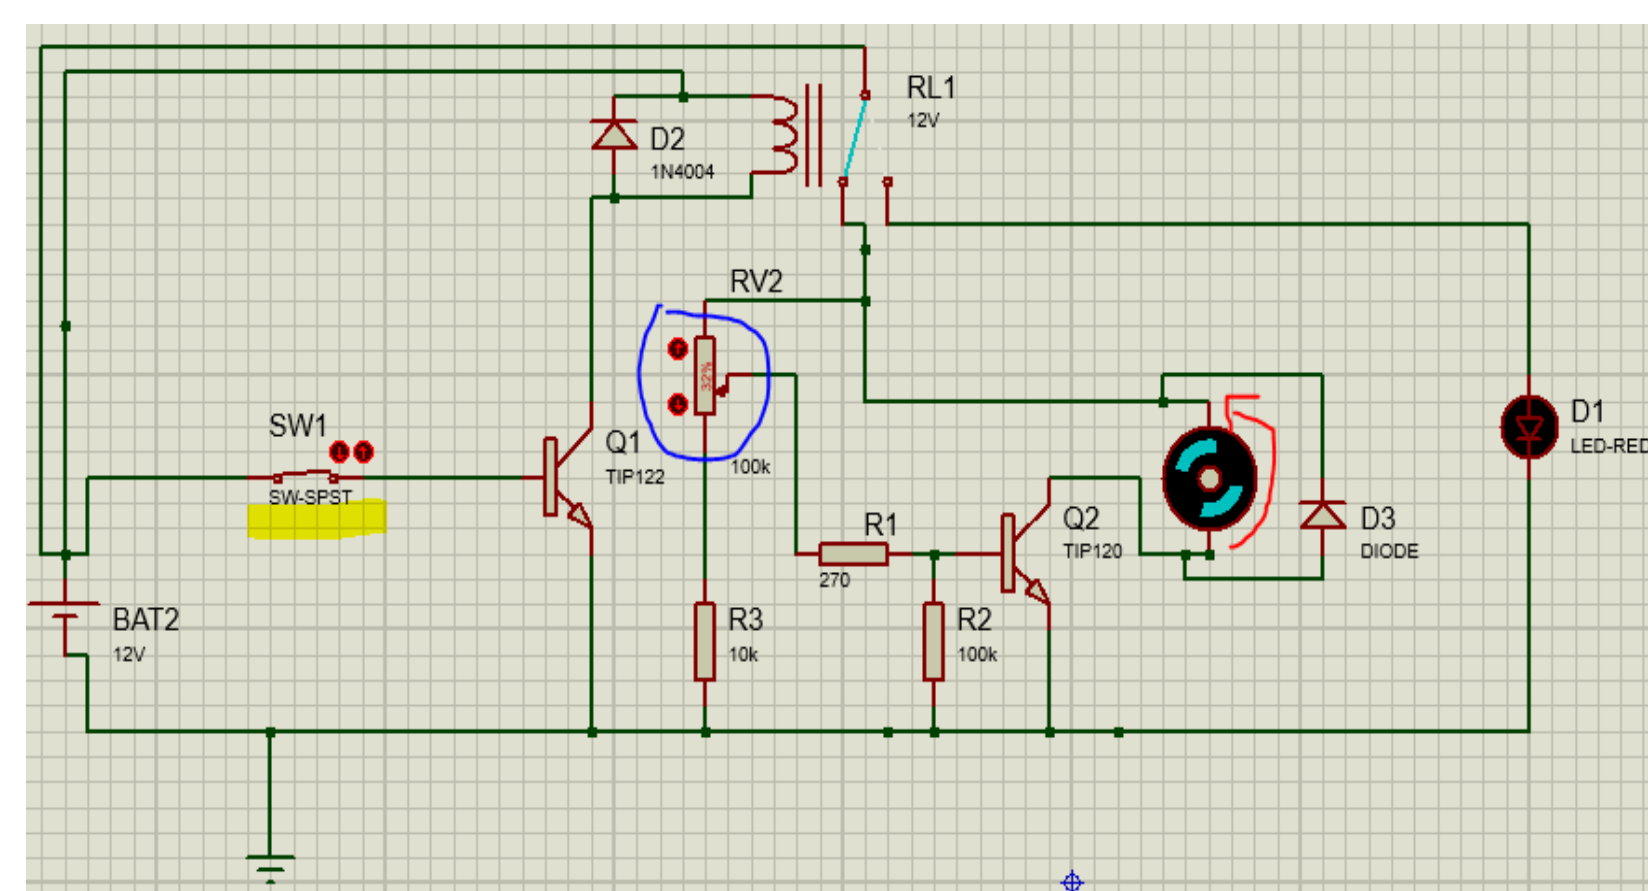 RL1
12V
D2
1N4004
RV2
32%
100k
SW1
SW-SPST
Q1
TIP122
D1
LED-RED
R1
270
Q2
TIP120
D3
DIODE
BAT2
12V
R3
10k
R2
100k